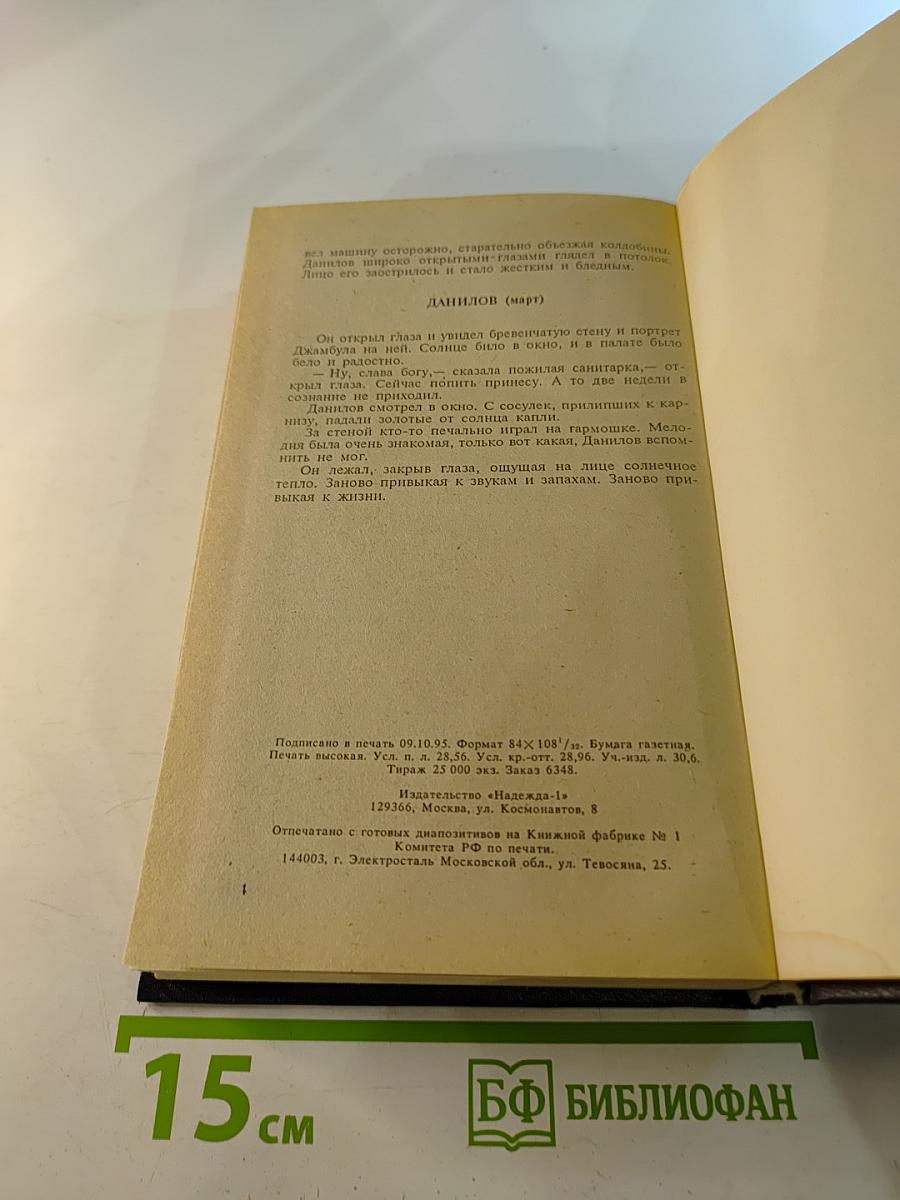 вел машину осторожно, старательно объезжая колдобины.
Данилов широко открытыми глазами глядел в потолок.
Лицо его заострилось и стало жестким и бледным.
ДАНИЛОВ (март)
Он открыл глаза и увидел бревенчатую стену и портрет
Джамбула на ней. Солнце било в окно, и в палате было
бело и радостно.
— Ну, слава богу,— сказала пожилая санитарка,— от-
крыл глаза. Сейчас попить принесу. А то две недели в
сознание не приходил.
Данилов смотрел в окно. С сосулек, прилипших к кар-
низу, падали золотые от солнца капли.
За стеной кто-то печально играл на гармошке. Мело-
дия была очень знакомая, только вот какая, Данилов вспом-
нить не мог.
Он лежал, закрыв глаза, ощущая на лице солнечное
тепло. Заново привыкая к звукам и запахам. Заново при-
выкая к жизни.
Подписано в печать 09.10.95. Формат 84×108¹/₃₂. Бумага газетная.
Печать высокая. Усл. п. л. 28,56. Усл. кр.-отт. 28,96. Уч.-изд. л. 30,6.
Тираж 25 000 экз. Заказ 6348.
Издательство «Надежда-1»
129366, Москва, ул. Космонавтов, 8
Отпечатано с готовых диапозитивов на Книжной фабрике № 1
Комитета РФ по печати.
144003, г. Электросталь Московской обл., ул. Тевосяна, 25.
15 см
БФ БИБЛИОФАН